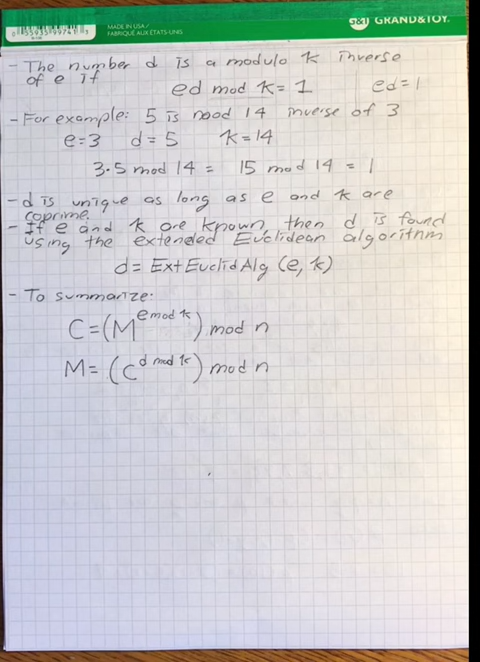 MADE IN USA /
FABRIQUÉ AUX ÉTATS-UNIS
G&T GRAND&TOY.
- The number d is a modulo k inverse
of e if
ed mod k = 1 ed = 1
- For example: 5 is mod 14 inverse of 3
e=3 d=5 k=14
3·5 mod 14 = 15 mod 14 = 1
- d is unique as long as e and k are
coprime.
- If e and k are known, then d is found
using the extended Euclidean algorithm
d = ExtEuclidAlg (e, k)
- To summarize:
C = (M^{e mod k}) mod n
M = (C^{d mod k}) mod n